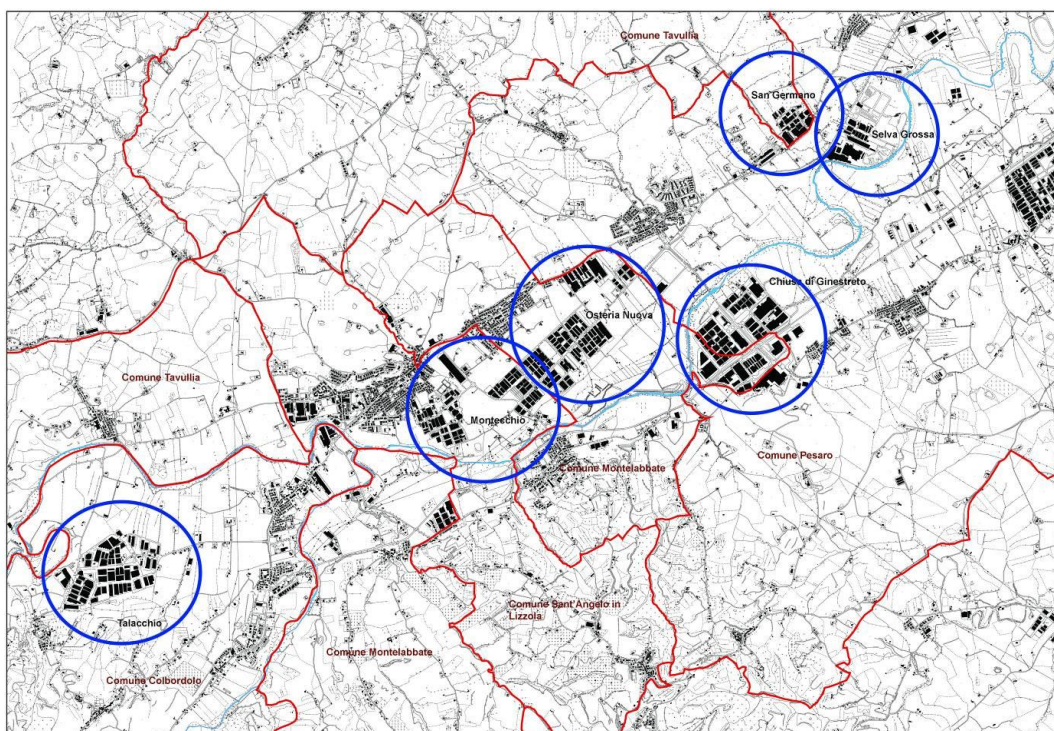 Comune Tavullia
San Germano
Selva Grossa
Chiusa di Ginestreto
Osteria Nuova
Comune Tavullia
Montecchio
Comune Montelabbate
Comune Pesaro
Comune Sant'Angelo in
Lizzola
Talacchio
Comune Montelabbate
Comune Colbordolo